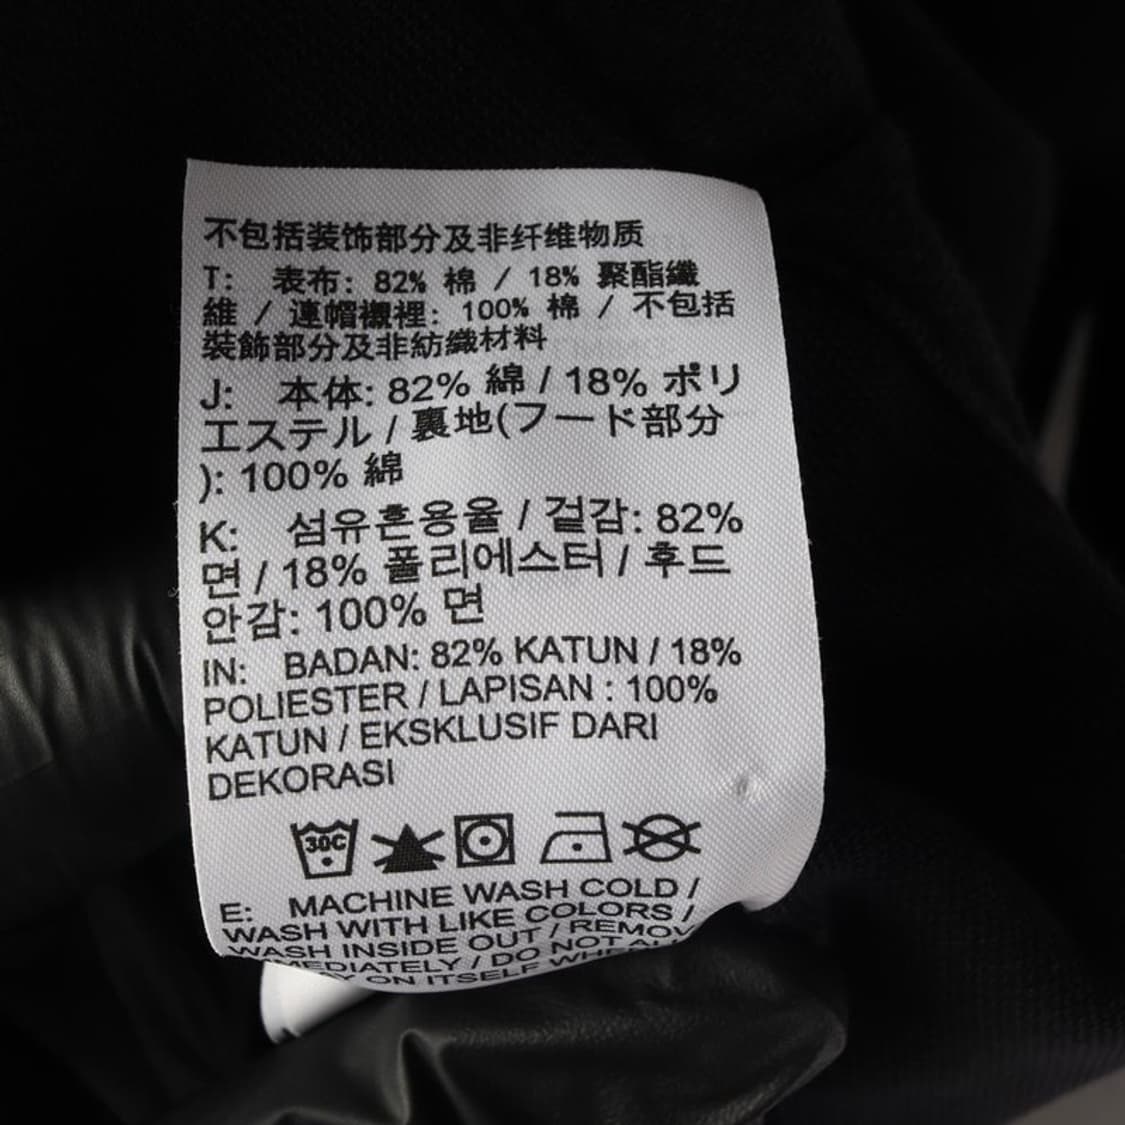 不包括装饰部分及非纤维物质
T: 表布: 82% 棉 / 18% 聚酯纖
維 / 連帽襯裡: 100% 棉 / 不包括
裝飾部分及非紡織材料
J: 本体: 82% 綿 / 18% ポリ
エステル / 裏地(フード部分
): 100% 綿
K: 섬유혼용율 / 겉감: 82%
면 / 18% 폴리에스터 / 후드
안감: 100% 면
IN: BADAN: 82% KATUN / 18%
POLIESTER / LAPISAN : 100%
KATUN / EKSKLUSIF DARI
DEKORASI
30C
E: MACHINE WASH COLD /
WASH WITH LIKE COLORS /
WASH INSIDE OUT / REMOV
MEDIATELY / DO NOT
ON ITSELF